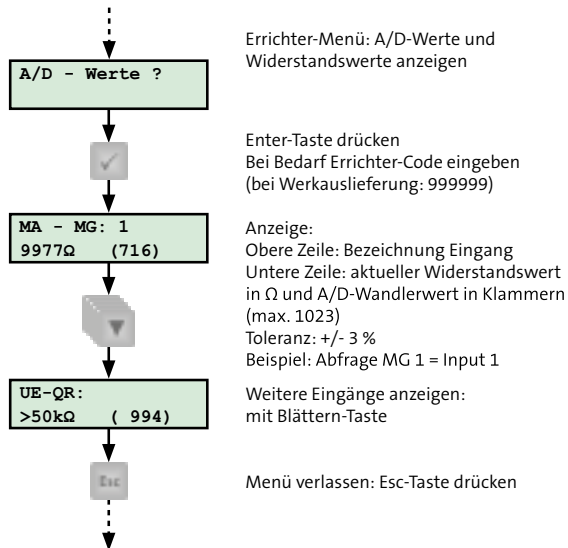 Errichter-Menü: A/D-Werte und
Widerstandswerte anzeigen
A/D - Werte ?
Enter-Taste drücken
Bei Bedarf Errichter-Code eingeben
(bei Werkauslieferung: 999999)
MA - MG: 1
9977Ω (716)
Anzeige:
Obere Zeile: Bezeichnung Eingang
Untere Zeile: aktueller Widerstandswert
in Ω und A/D-Wandlerwert in Klammern
(max. 1023)
Toleranz: +/- 3 %
Beispiel: Abfrage MG 1 = Input 1
UE-QR:
>50kΩ ( 994)
Weitere Eingänge anzeigen:
mit Blättern-Taste
Esc
Menü verlassen: Esc-Taste drücken